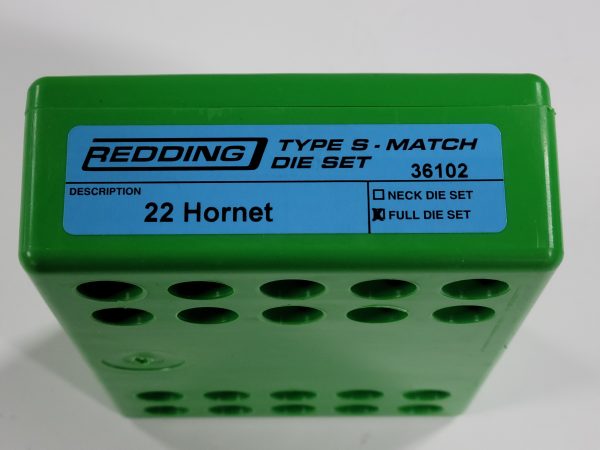 REDDING TYPE S - MATCH
DIE SET 36102
DESCRIPTION
22 Hornet
NECK DIE SET
FULL DIE SET